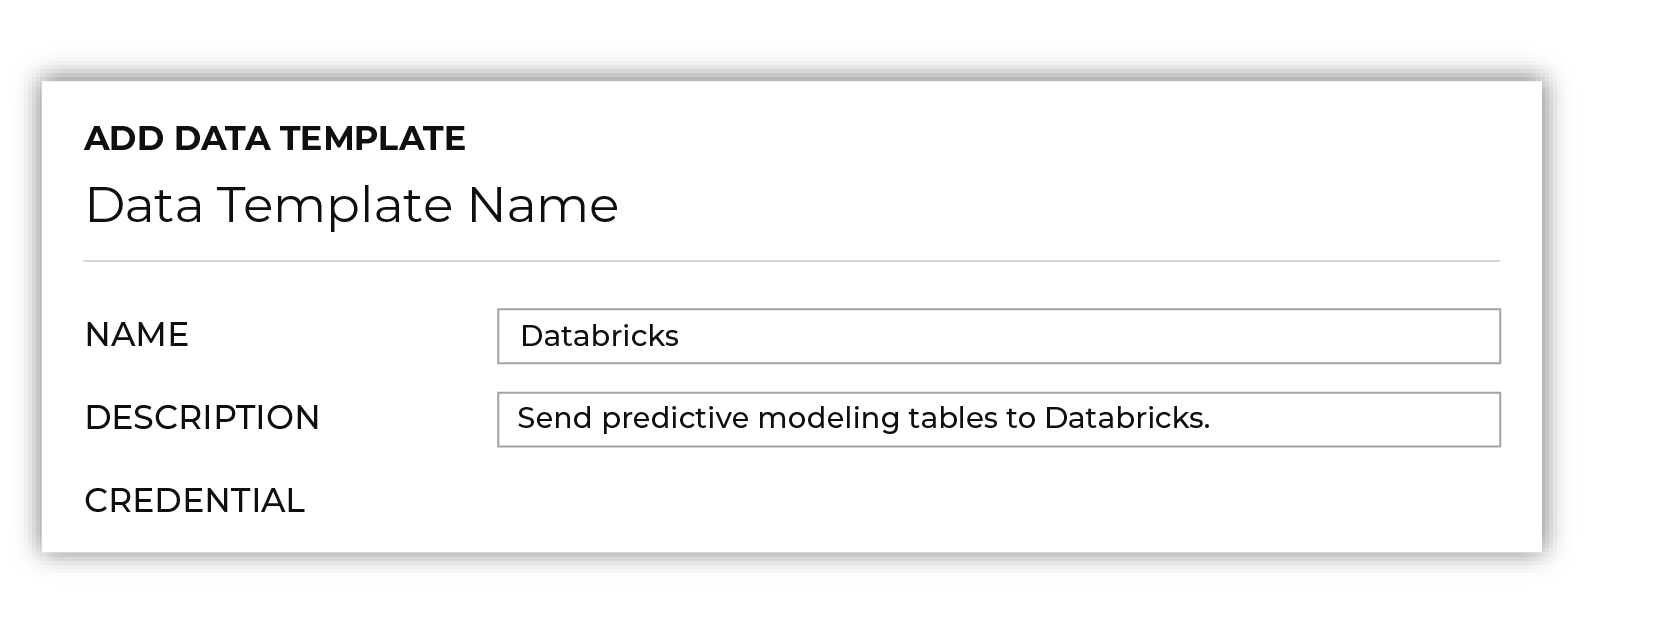 ADD DATA TEMPLATE
Data Template Name
NAME
Databricks
DESCRIPTION
Send predictive modeling tables to Databricks.
CREDENTIAL